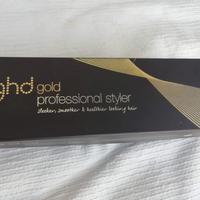 ghd gold
professional styler
sleeker, smoother & healthier looking hair